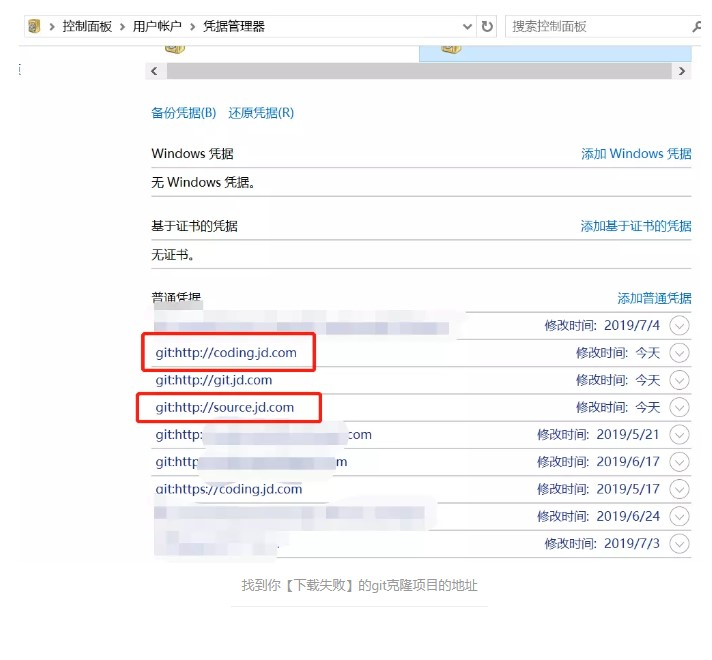 控制面板 > 用户帐户 > 凭据管理器
搜索控制面板
备份凭据(B) 还原凭据(R)
Windows 凭据 添加 Windows 凭据
无 Windows 凭据。
基于证书的凭据 添加基于证书的凭据
无证书。
普通凭据 添加普通凭据
修改时间: 2019/7/4
git:http://coding.jd.com 修改时间: 今天
git:http://git.jd.com 修改时间: 今天
git:http://source.jd.com 修改时间: 今天
git:http: com 修改时间: 2019/5/21
git:http m 修改时间: 2019/6/17
git:https://coding.jd.com 修改时间: 2019/5/17
修改时间: 2019/6/24
修改时间: 2019/7/3
找到你【下载失败】的git克隆项目的地址